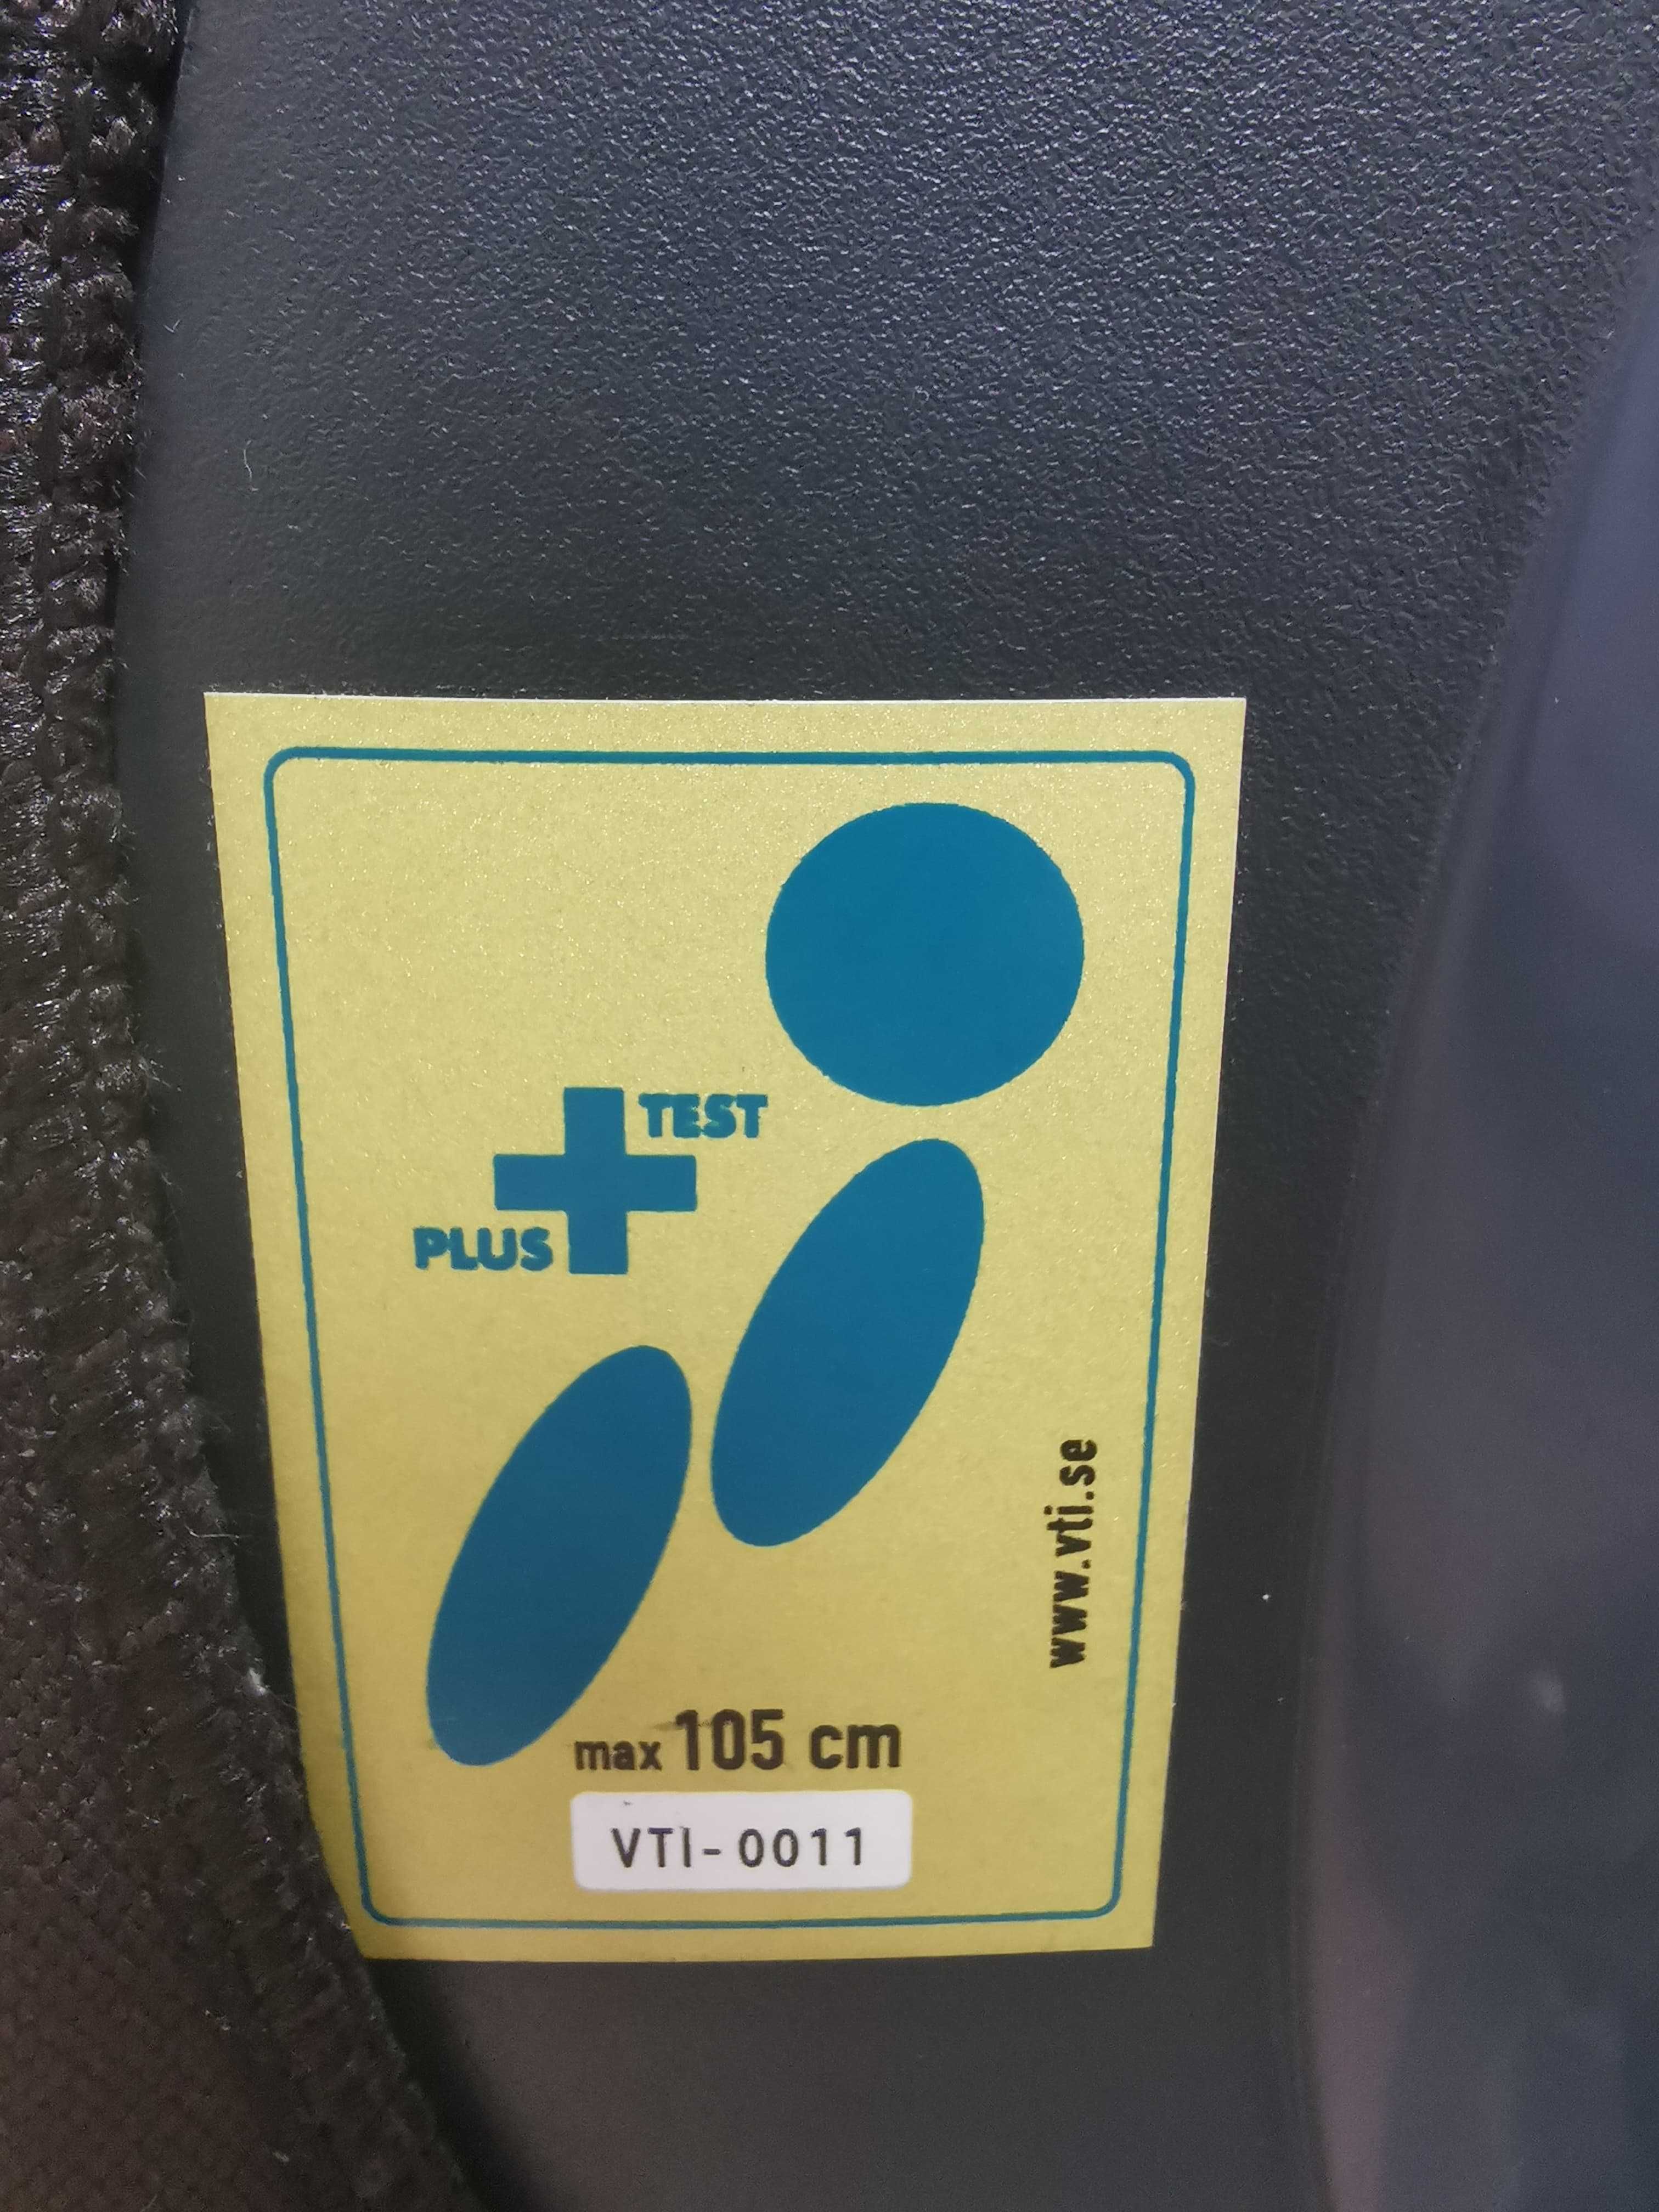 TEST
PLUS
www.vti.se
max 105 cm
VTI-0011